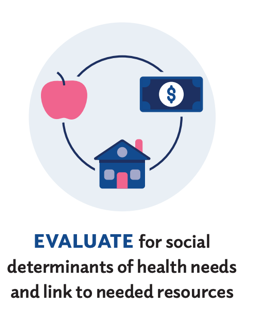 $
EVALUATE for social
determinants of health needs
and link to needed resources